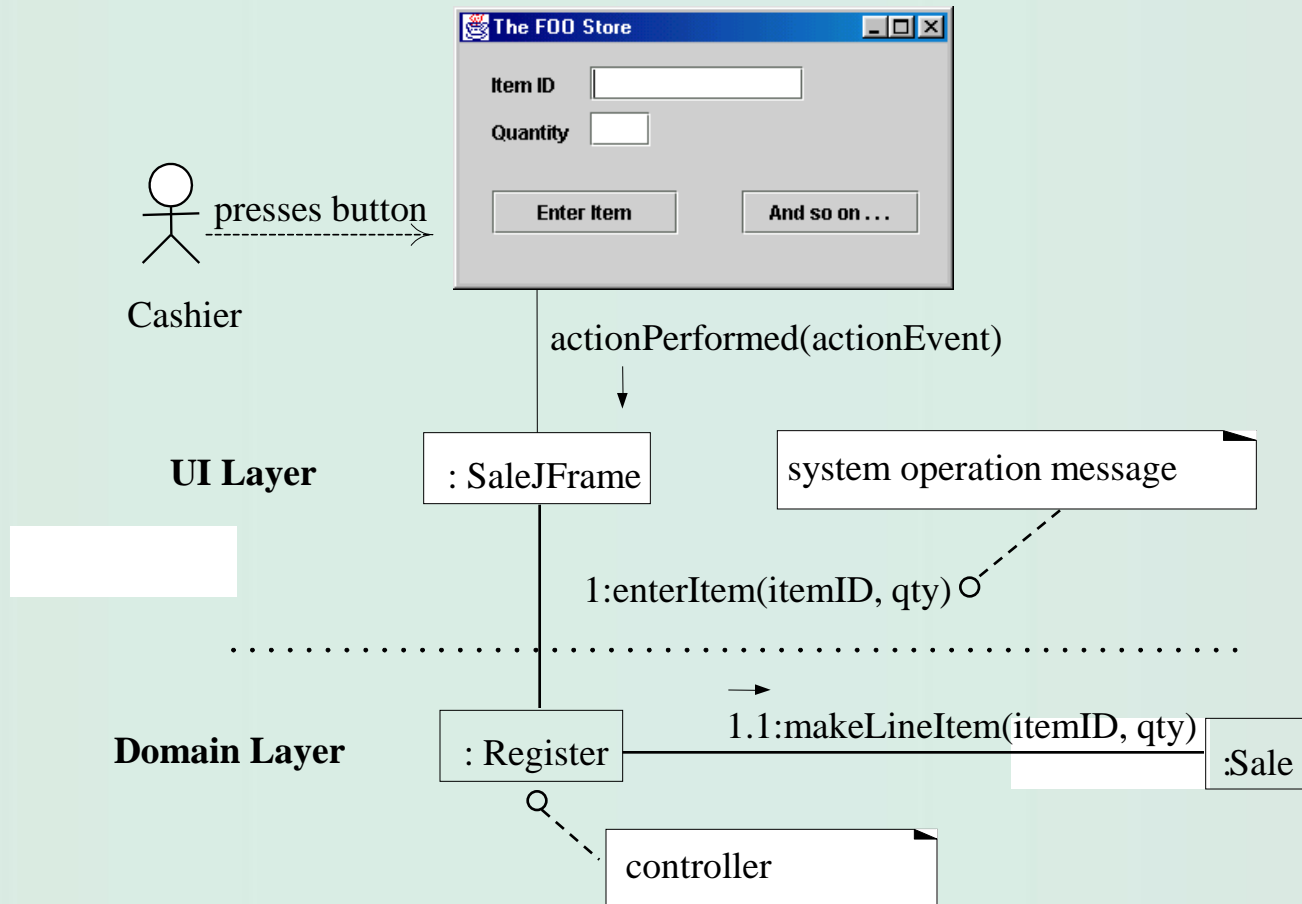 The FOO Store
Item ID
Quantity
Enter Item
And so on . . .
presses button
Cashier
actionPerformed(actionEvent)
UI Layer
: SaleJFrame
system operation message
1:enterItem(itemID, qty)
1.1:makeLineItem(itemID, qty)
Domain Layer
: Register
:Sale
controller